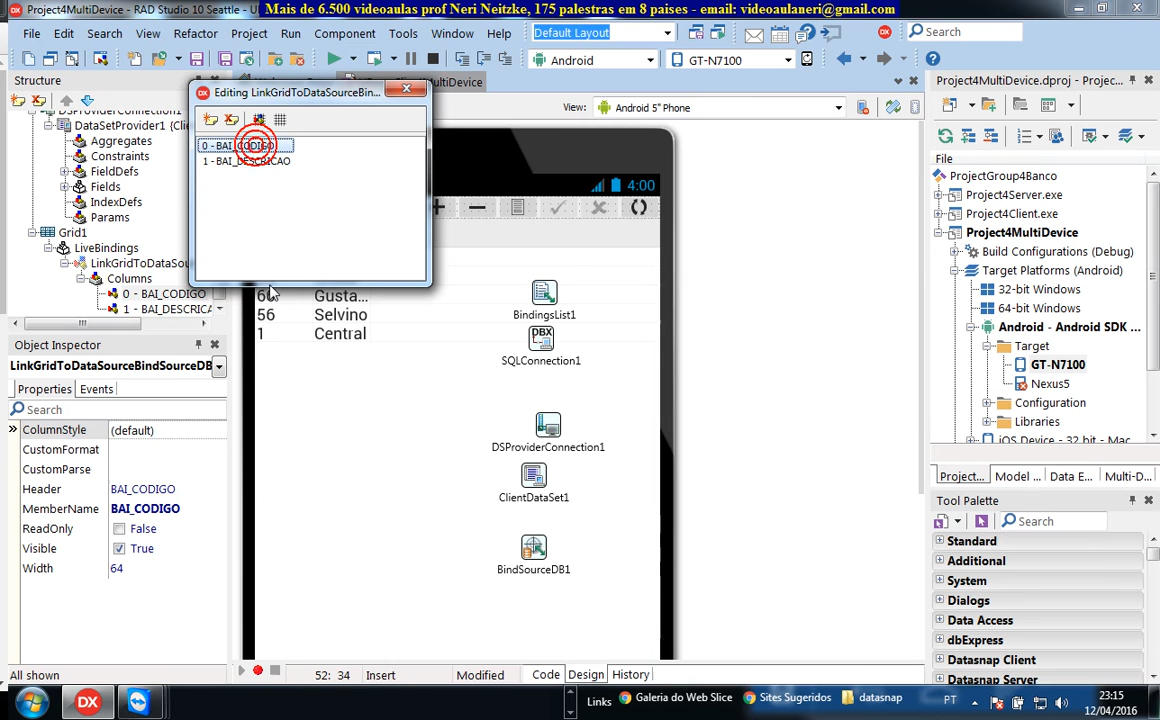 Project4MultiDevice - RAD Studio 10 Seattle - U
Mais de 6.500 videoaulas prof Neri Neitzke, 175 palestras em 8 paises - email: videoaulaneri@gmail.com
File Edit Search View Refactor Project Run Component Tools Window Help
Default Layout
Search
Android
GT-N7100
Structure
MultiDevice
View:
Android 5" Phone
Project4MultiDevice.dproj - Projec...
DSProviderConnection1
DataSetProvider1 {Clie
Aggregates
Constraints
FieldDefs
Fields
IndexDefs
Params
Grid1
LiveBindings
LinkGridToDataSou
Columns
0 - BAI_CODIGO
1 - BAI_DESCRICA
Editing LinkGridToDataSourceBin...
0 - BAI_CODIGO
1 - BAI_DESCRICAO
4:00
Gusta...
56 Selvino
1 Central
BindingsList1
SQLConnection1
DSProviderConnection1
ClientDataSet1
BindSourceDB1
DBX
File
ProjectGroup4Banco
Project4Server.exe
Project4Client.exe
Project4MultiDevice
Build Configurations (Debug)
Target Platforms (Android)
32-bit Windows
64-bit Windows
Android - Android SDK ...
Target
GT-N7100
Nexus5
Configuration
Libraries
iOS Device - 32 bit - Mac
Projec... Model ... Data E... Multi-D...
Object Inspector
LinkGridToDataSourceBindSourceDB
Properties Events
Search
ColumnStyle (default)
CustomFormat
CustomParse
Header BAI_CODIGO
MemberName BAI_CODIGO
ReadOnly False
Visible True
Width 64
All shown
Tool Palette
Search
Standard
Additional
System
Dialogs
Data Access
dbExpress
Datasnap Client
Datasnap Server
52: 34 Insert Modified Code Design History
Links Galeria do Web Slice Sites Sugeridos datasnap PT
23:15
12/04/2016